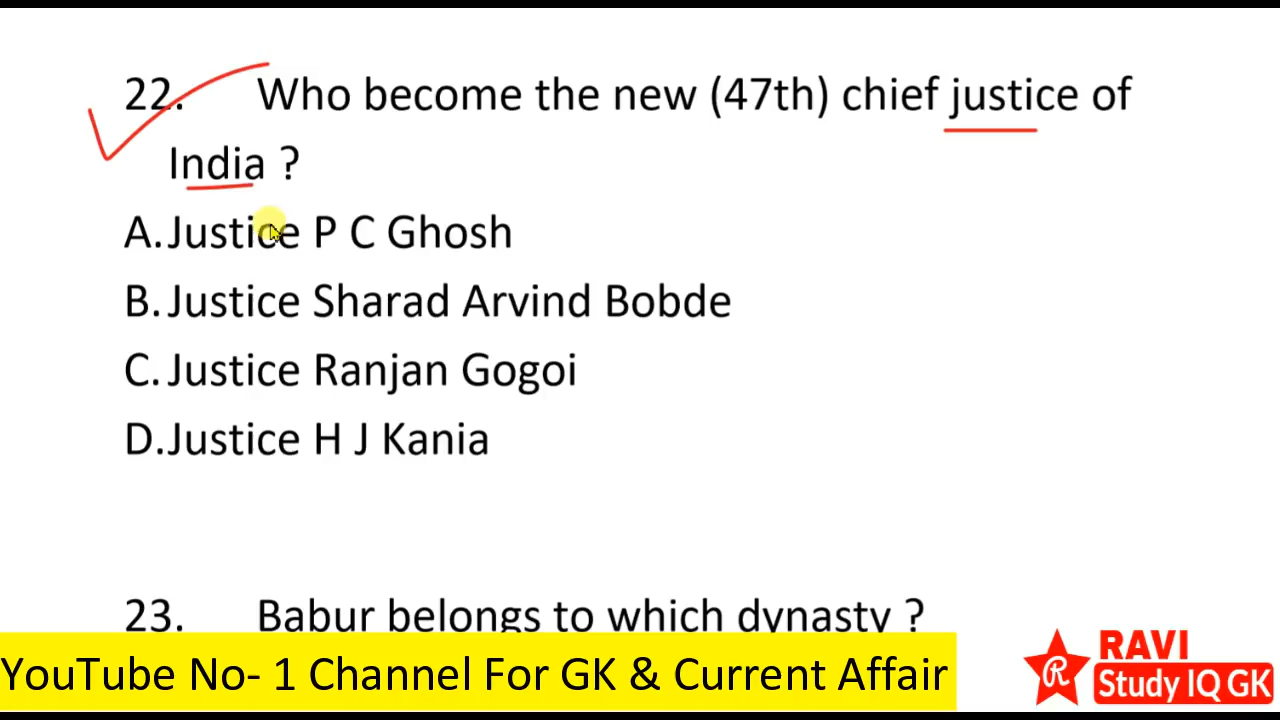 22. Who become the new (47th) chief justice of
India ?
A. Justice P C Ghosh
B. Justice Sharad Arvind Bobde
C. Justice Ranjan Gogoi
D. Justice H J Kania
23. Babur belongs to which dynasty ?
YouTube No- 1 Channel For GK & Current Affair
R
RAVI
Study IQ GK